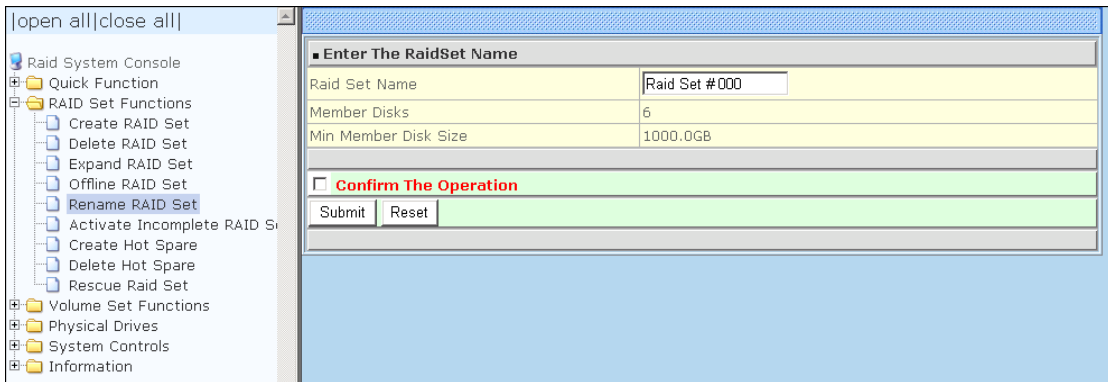 |open all|close all|
Raid System Console
Quick Function
RAID Set Functions
Create RAID Set
Delete RAID Set
Expand RAID Set
Offline RAID Set
Rename RAID Set
Activate Incomplete RAID S
Create Hot Spare
Delete Hot Spare
Rescue Raid Set
Volume Set Functions
Physical Drives
System Controls
Information
Enter The RaidSet Name
Raid Set Name Raid Set #000
Member Disks 6
Min Member Disk Size 1000.0GB
Confirm The Operation
Submit Reset